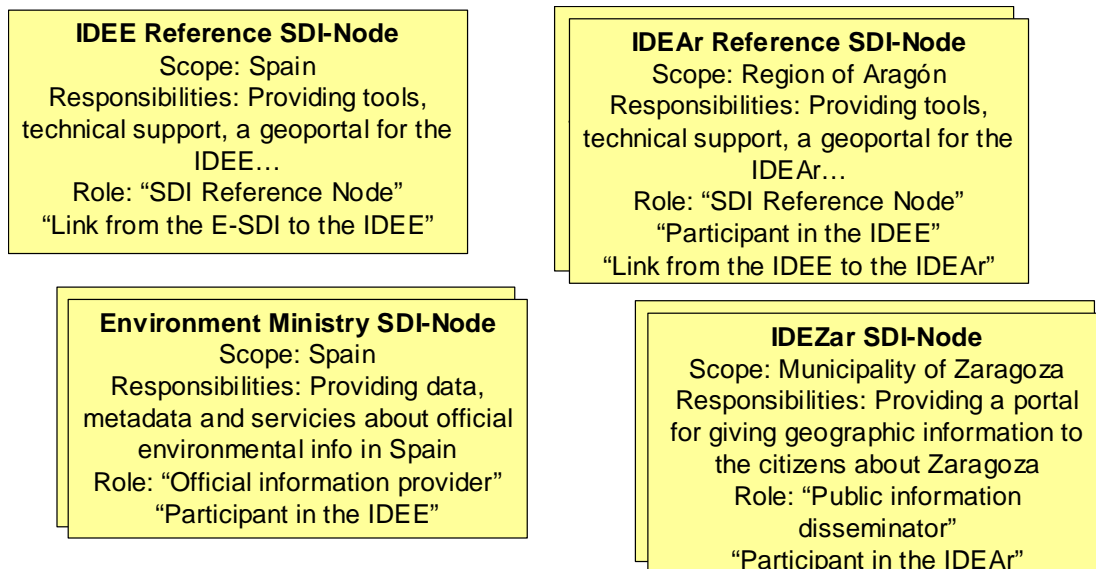 IDEE Reference SDI-Node
Scope: Spain
Responsibilities: Providing tools,
technical support, a geoportal for the
IDEE…
Role: “SDI Reference Node”
“Link from the E-SDI to the IDEE”
IDEAr Reference SDI-Node
Scope: Region of Aragón
Responsibilities: Providing tools,
technical support, a geoportal for the
IDEAr…
Role: “SDI Reference Node”
“Participant in the IDEE”
“Link from the IDEE to the IDEAr”
Environment Ministry SDI-Node
Scope: Spain
Responsibilities: Providing data,
metadata and servicies about official
environmental info in Spain
Role: “Official information provider”
“Participant in the IDEE”
IDEZar SDI-Node
Scope: Municipality of Zaragoza
Responsibilities: Providing a portal
for giving geographic information to
the citizens about Zaragoza
Role: “Public information
disseminator”
“Participant in the IDEAr”